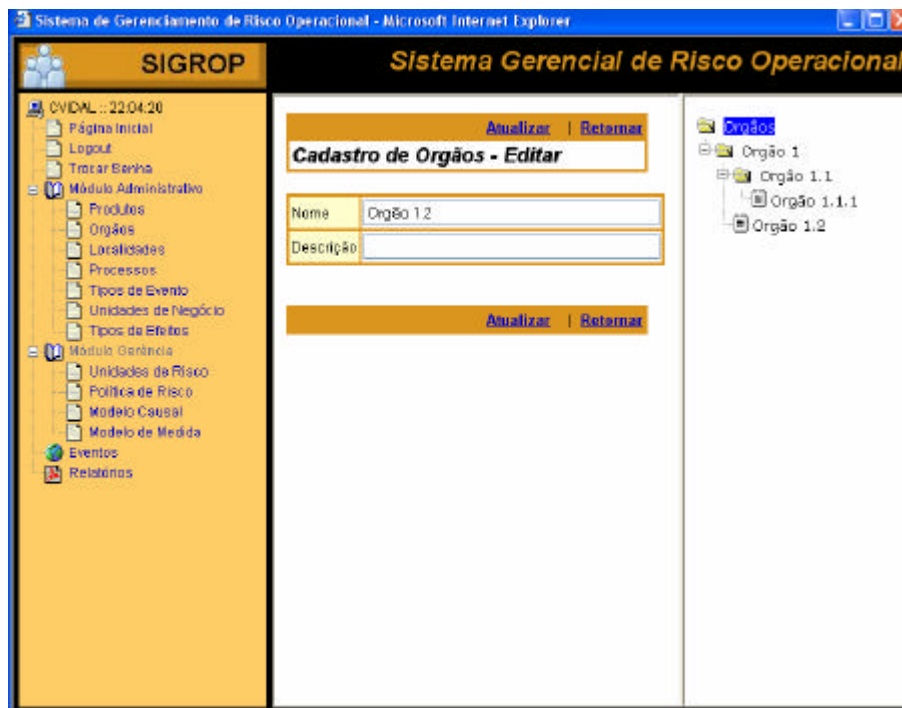 Sistema de Gerenciamento de Risco Operacional - Microsoft Internet Explorer
SIGROP
Sistema Gerencial de Risco Operacional
CVIDAL :: 22:04:20
Página Inicial
Logout
Trocar Senha
Módulo Administrativo
Produtos
Orgãos
Localidades
Processos
Tipos de Evento
Unidades de Negócio
Tipos de Efeitos
Módulo Gerência
Unidades de Risco
Política de Risco
Modelo Causal
Modelo de Medida
Eventos
Relatórios
Atualizar | Retornar
Cadastro de Orgãos - Editar
Nome Orgão 1.2
Descrição
Atualizar | Retornar
Orgãos
Orgão 1
Orgão 1.1
Orgão 1.1.1
Orgão 1.2